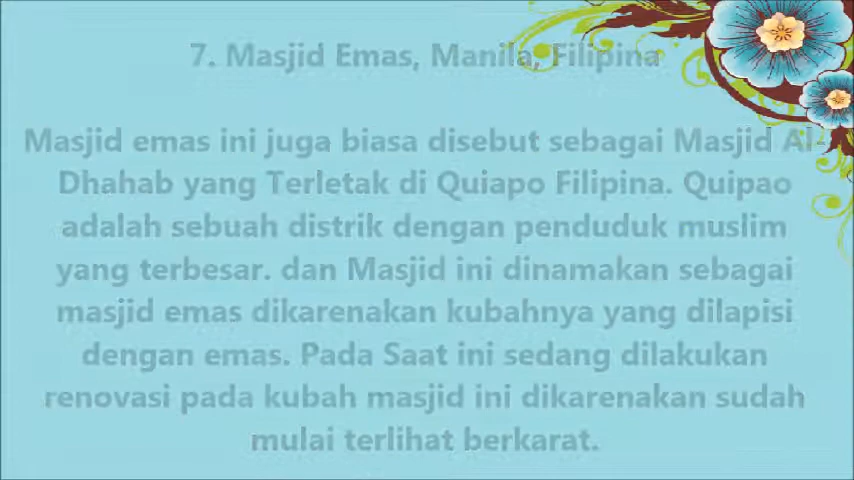 7. Masjid Emas, Manila, Filipina
Masjid emas ini juga biasa disebut sebagai Masjid Al-
Dhahab yang Terletak di Quiapo Filipina. Quipao
adalah sebuah distrik dengan penduduk muslim
yang terbesar. dan Masjid ini dinamakan sebagai
masjid emas dikarenakan kubahnya yang dilapisi
dengan emas. Pada Saat ini sedang dilakukan
renovasi pada kubah masjid ini dikarenakan sudah
mulai terlihat berkarat.